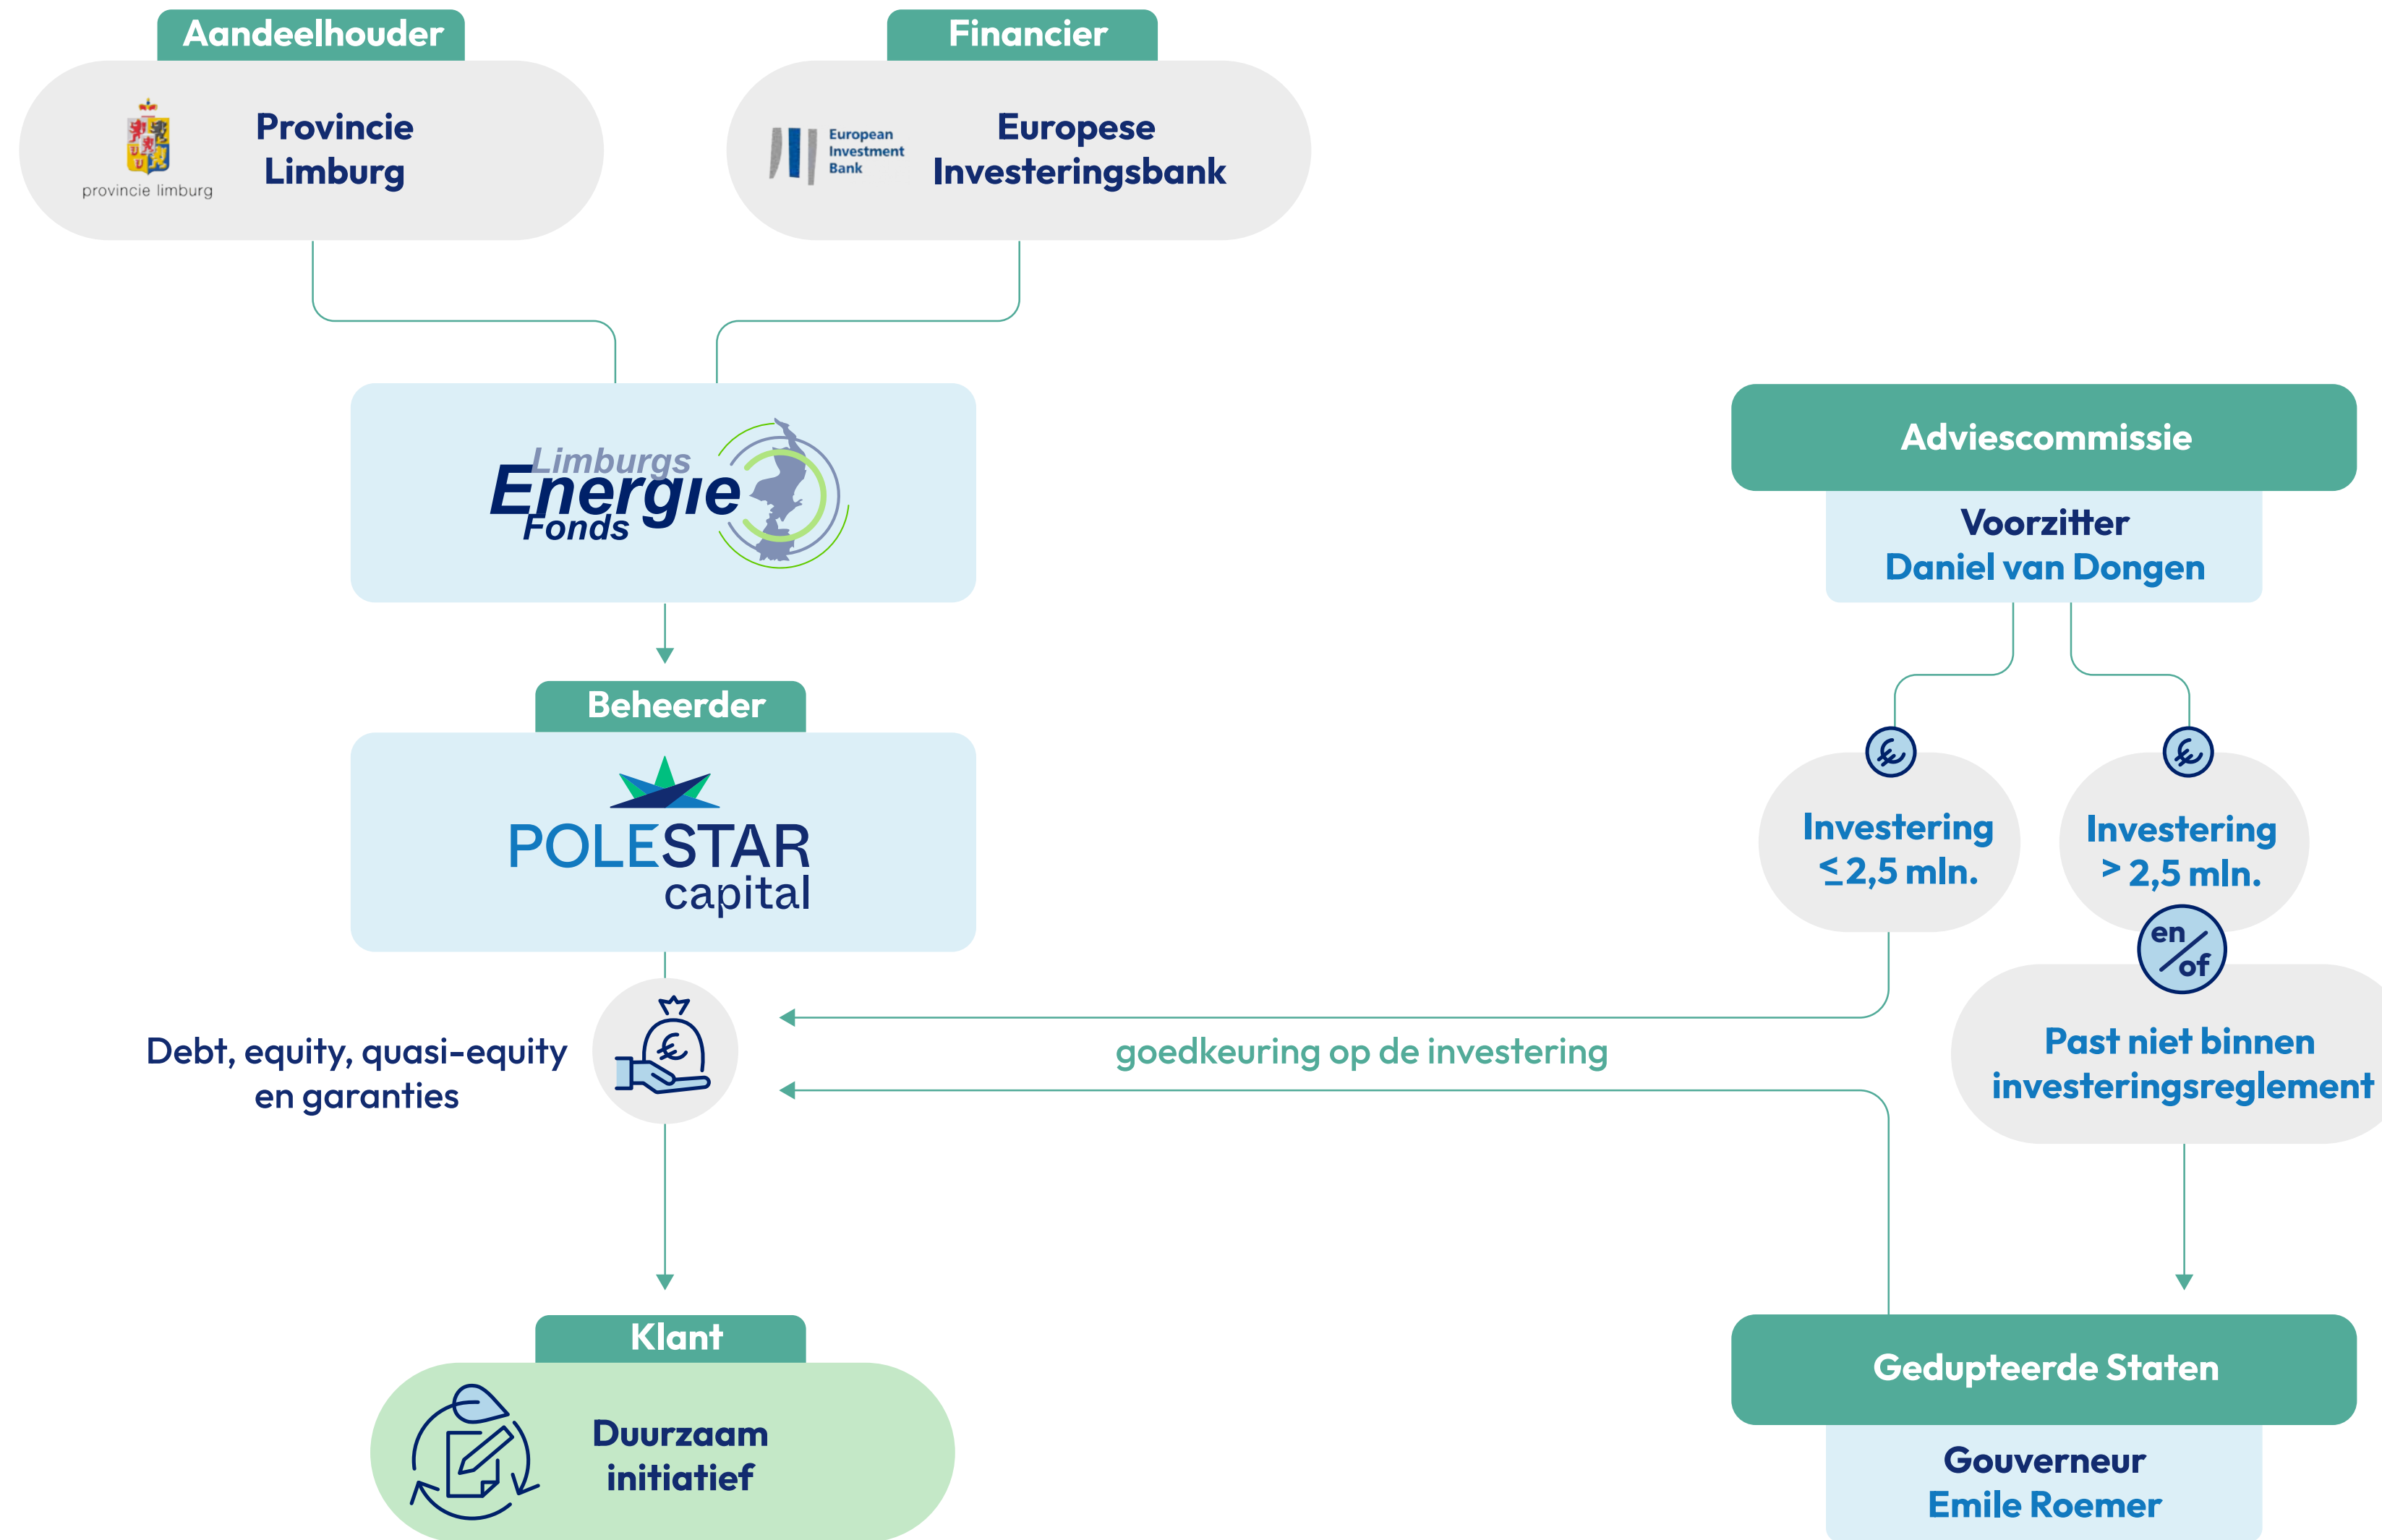 Aandeelhouder
provincie limburg
Provincie
Limburg
Financier
European
Investment
Bank
Europese
Investeringsbank
Limburgs
Energie
Fonds
Beheerder
POLESTAR
capital
Debt, equity, quasi-equity
en garanties
Klant
Duurzaam
initiatief
Adviescommissie
Voorzitter
Daniel van Dongen
€
Investering
≤ 2,5 mln.
€
Investering
> 2,5 mln.
en/of
Past niet binnen
investeringsreglement
goedkeuring op de investering
€
Gedupteerde Staten
Gouverneur
Emile Roemer